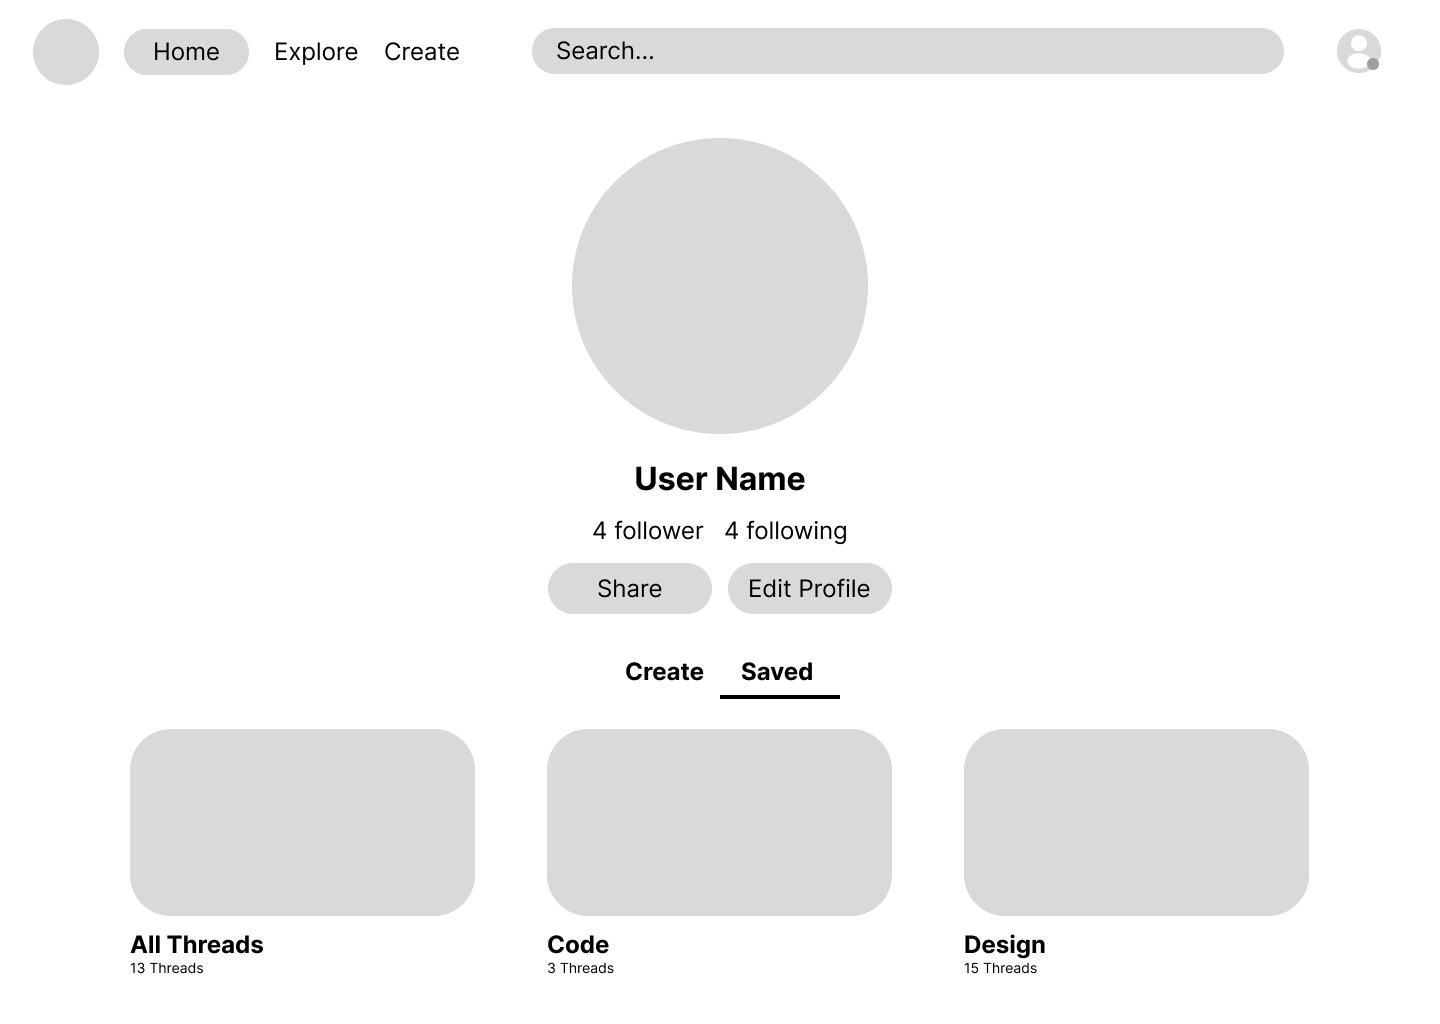 Home Explore Create Search...
User Name
4 follower 4 following
Share Edit Profile
Create Saved
All Threads
13 Threads
Code
3 Threads
Design
15 Threads